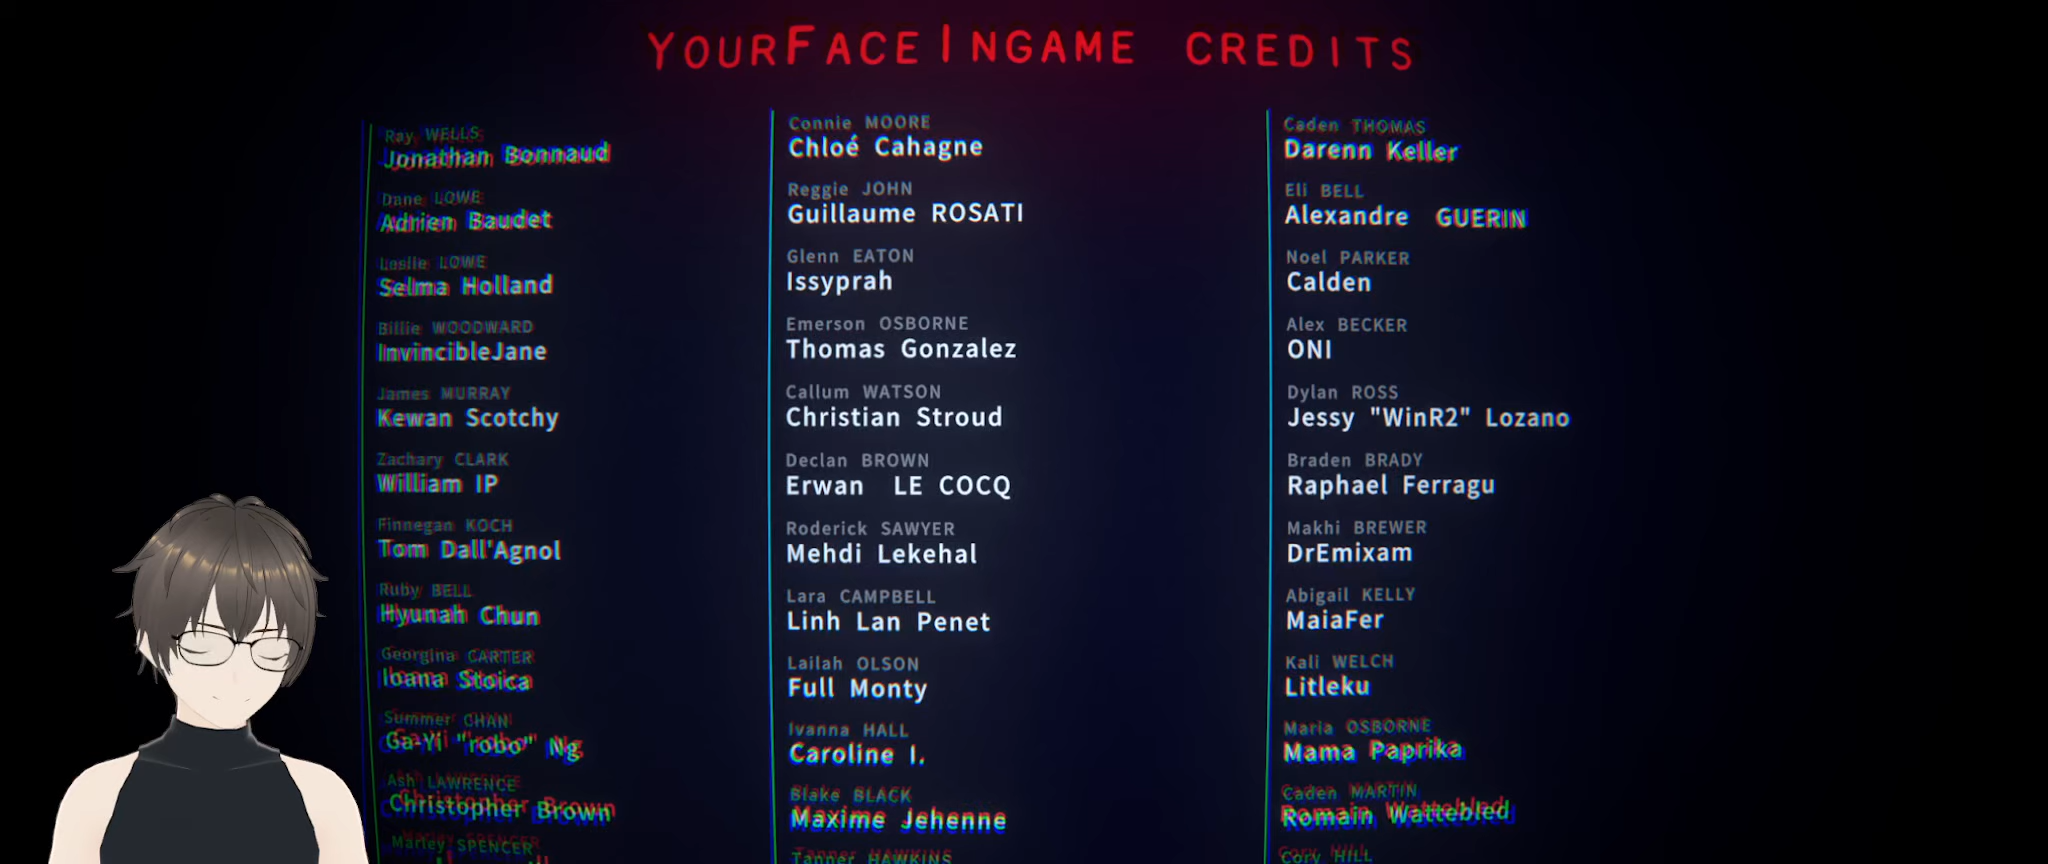 YOURFACEINGAME CREDITS
Ray WELLS
Jonathan Bonnaud
Dane LOWE
Adrien Baudet
Leslie LOWE
Selma Holland
Billie WOODWARD
InvincibleJane
James MURRAY
Kewan Scotchy
Zachary CLARK
William IP
Finnegan KOCH
Tom Dall'Agnol
Ruby BELL
Hyunah Chun
Georgina CARTER
Ioana Stoica
Summer CHAN
Ga-Yi "robo" Ng
Ash LAWRENCE
Christopher Brown
Marley SPENCER
Connie MOORE
Chloé Cahagne
Reggie JOHN
Guillaume ROSATI
Glenn EATON
Issyprah
Emerson OSBORNE
Thomas Gonzalez
Callum WATSON
Christian Stroud
Declan BROWN
Erwan LE COCQ
Roderick SAWYER
Mehdi Lekehal
Lara CAMPBELL
Linh Lan Penet
Lailah OLSON
Full Monty
Ivanna HALL
Caroline I.
Blake BLACK
Maxime Jehenne
Tanner HAWKINS
Caden THOMAS
Darenn Keller
Eli BELL
Alexandre GUERIN
Noel PARKER
Calden
Alex BECKER
ONI
Dylan ROSS
Jessy "WinR2" Lozano
Braden BRADY
Raphael Ferragu
Makhi BREWER
DrEmixam
Abigail KELLY
MaiaFer
Kali WELCH
Litleku
Maria OSBORNE
Mama Paprika
Caden MARTIN
Romain Wattebled
Cory HILL